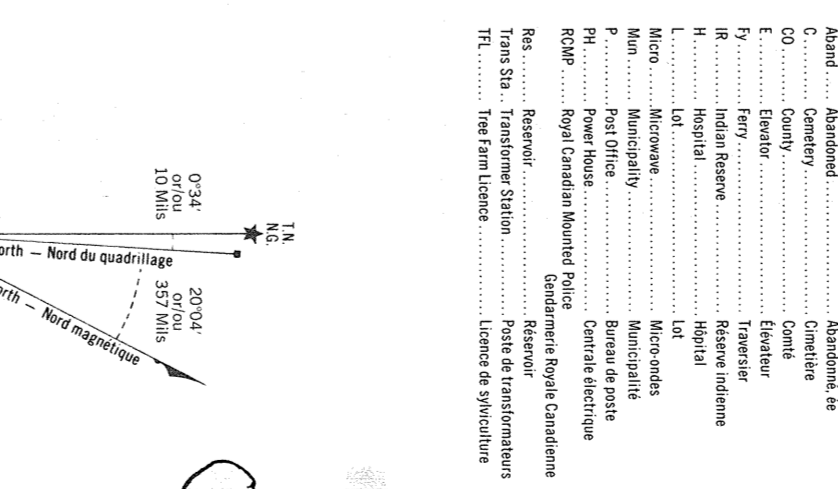 Aband ...... Abandoned ...................... Abandonné, ée
C ........... Cemetery ........................ Cimetière
CO ......... County .......................... Comté
E ........... Elevator ......................... Élévateur
Fy .......... Ferry ............................. Traversier
H ........... Hospital ......................... Hôpital
IR .......... Indian Reserve ................. Réserve indienne
L ........... Lot ............................... Lot
Micro ...... Microwave ...................... Micro-ondes
Mun ....... Municipality .................... Municipalité
P ........... Post Office ...................... Bureau de poste
PH ......... Power House ................... Centrale électrique
RCMP ...... Royal Canadian Mounted Police
Gendarmerie Royale Canadienne
Res ........ Reservoir ........................ Réservoir
Trans Sta .. Transformer Station .......... Poste de transformateurs
TFL ........ Tree Farm Licence ............. Licence de sylviculture
T.N.
N.G.
0°34'
or/ou
10 Mils
orth — Nord du quadrillage
20°04'
or/ou
357 Mils
orth — Nord magnétique